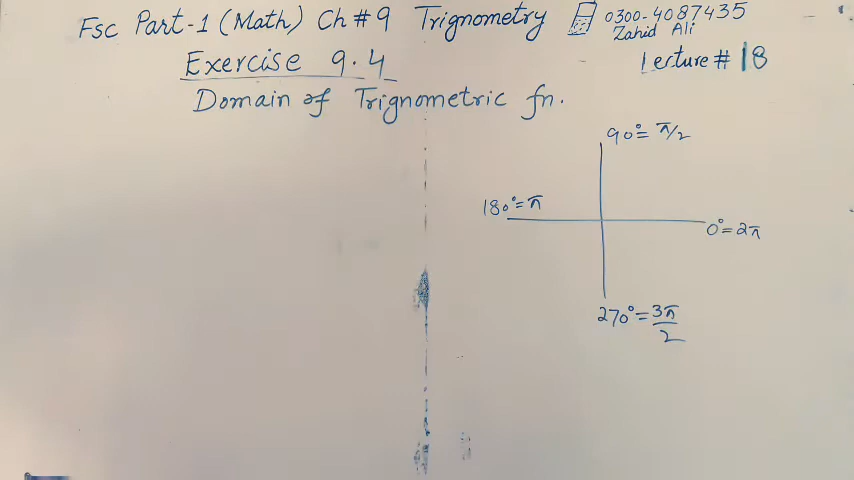 Fsc Part-1 (Math) Ch # 9 Trignometry
0300-4087435
Zahid Ali
Exercise 9.4
Lecture # 18
Domain of Trignometric fn.
90° = π/2
180° = π
0° = 2π
270° = 3π/2